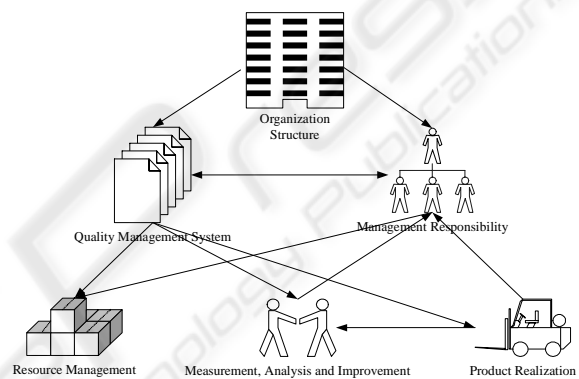 Organization
Structure
Quality Management System
Management Responsibility
Resource Management
Measurement, Analysis and Improvement
Product Realization